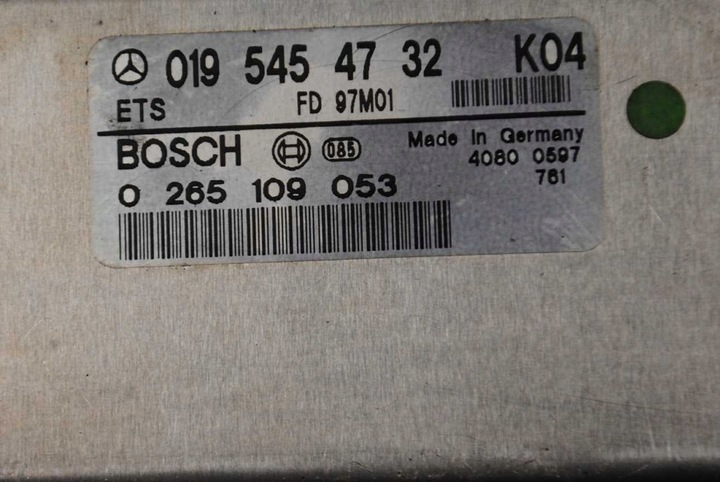 019 545 47 32 K04
ETS FD 97M01
BOSCH 085 Made in Germany
4080 0597
0 265 109 053 761